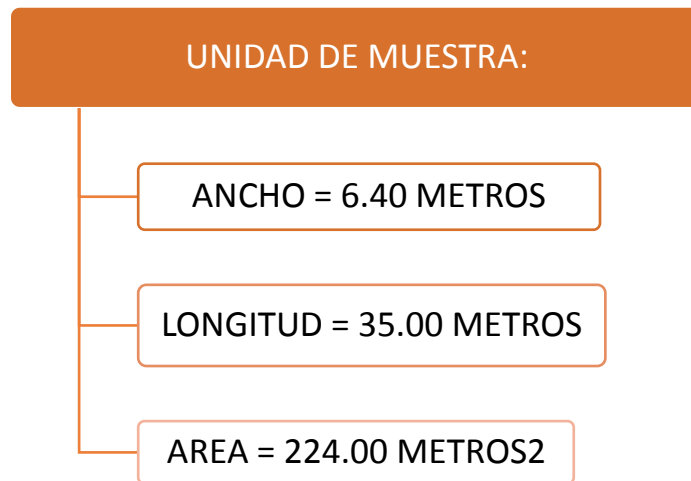 UNIDAD DE MUESTRA:
ANCHO = 6.40 METROS
LONGITUD = 35.00 METROS
AREA = 224.00 METROS2